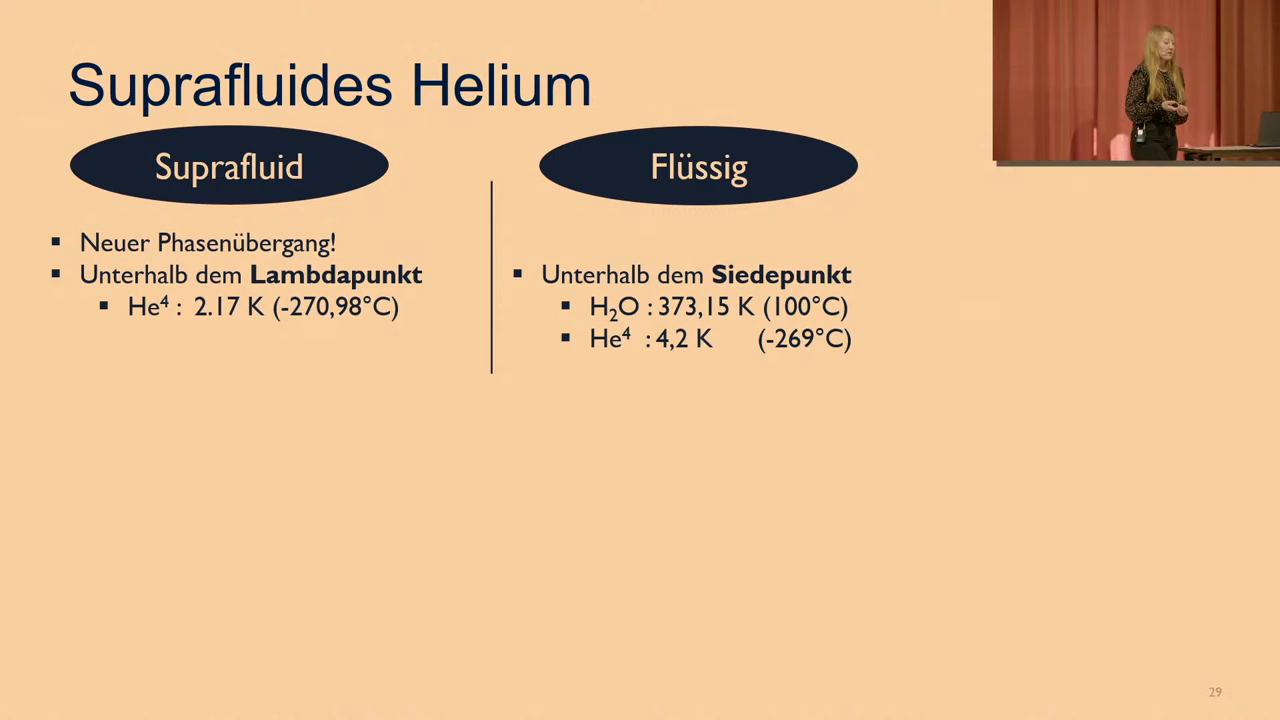 Suprafluides Helium
Suprafluid
▪ Neuer Phasenübergang!
▪ Unterhalb dem Lambdapunkt
▪ He⁴ : 2.17 K (-270,98°C)
Flüssig
▪ Unterhalb dem Siedepunkt
▪ H₂O : 373,15 K (100°C)
▪ He⁴ : 4,2 K (-269°C)
29